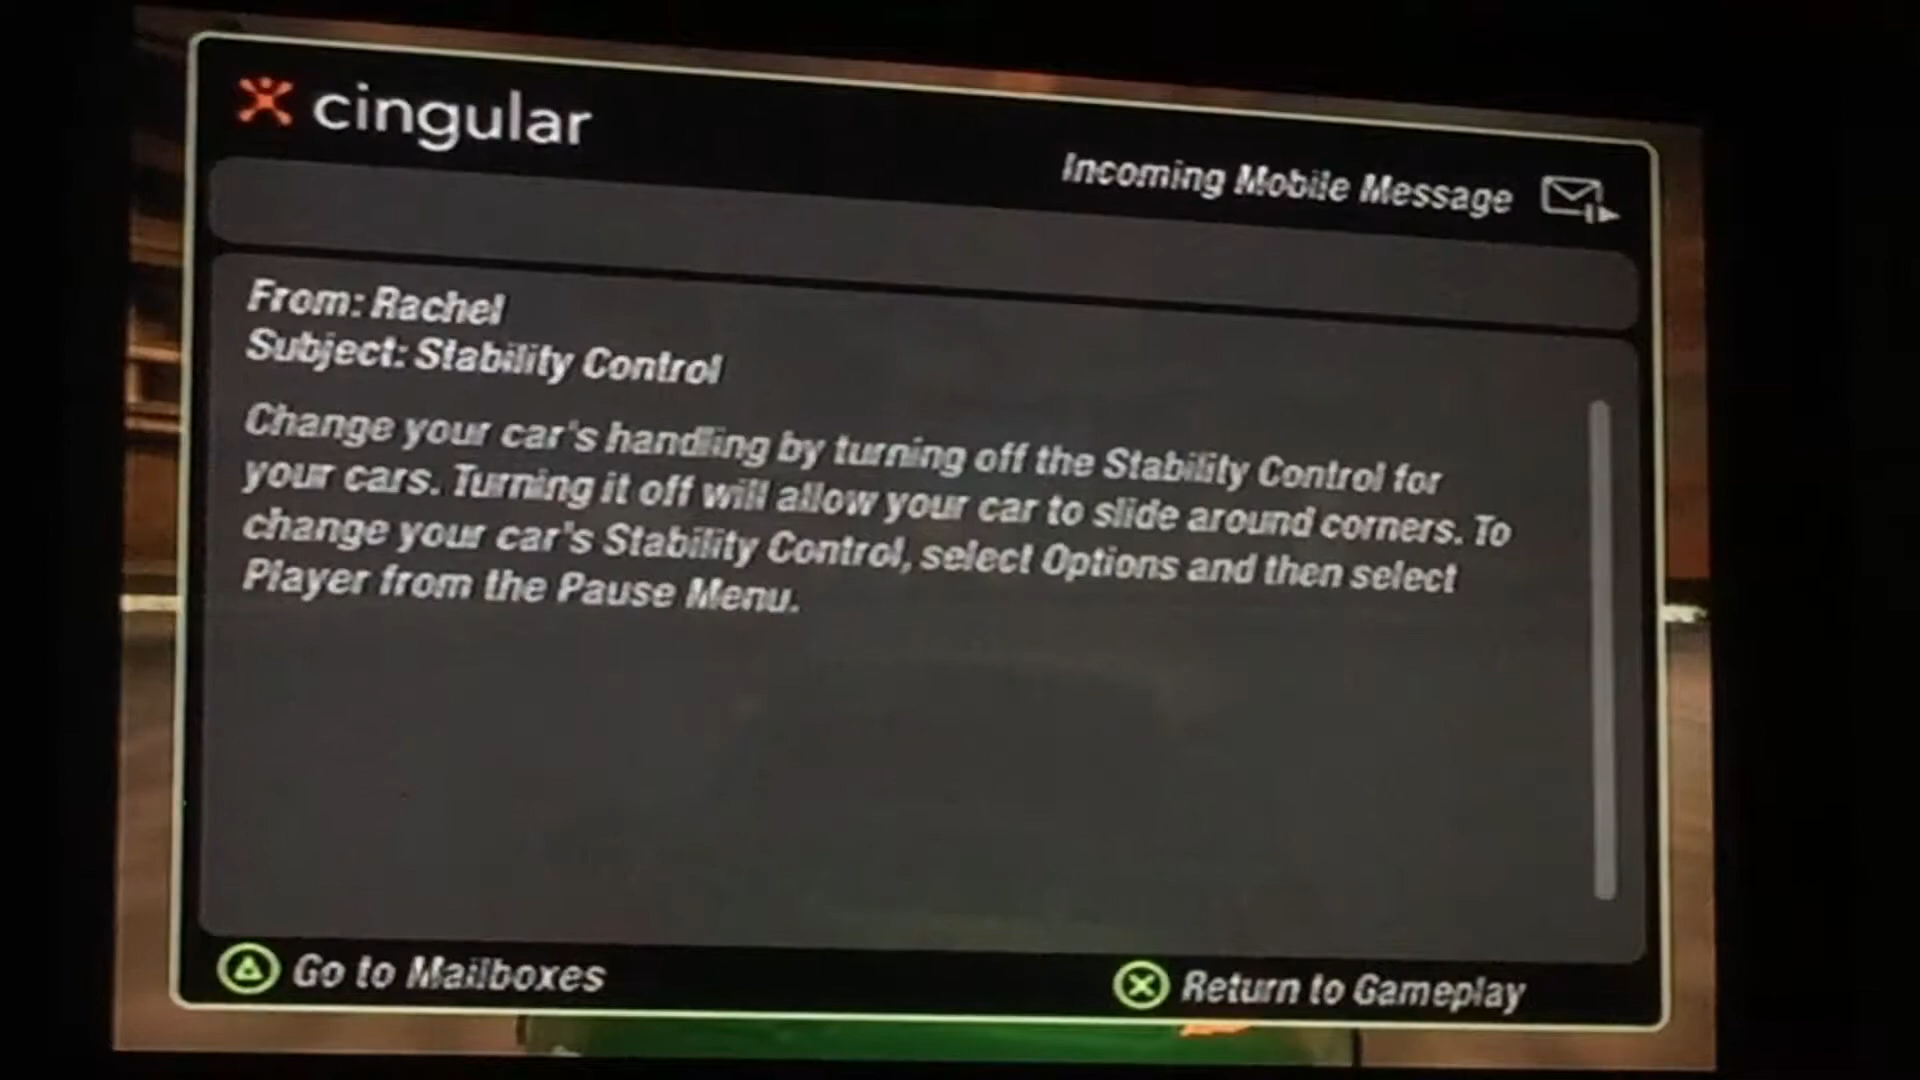 cingular
Incoming Mobile Message
From: Rachel
Subject: Stability Control
Change your car's handling by turning off the Stability Control for
your cars. Turning it off will allow your car to slide around corners. To
change your car's Stability Control, select Options and then select
Player from the Pause Menu.
Go to Mailboxes
Return to Gameplay